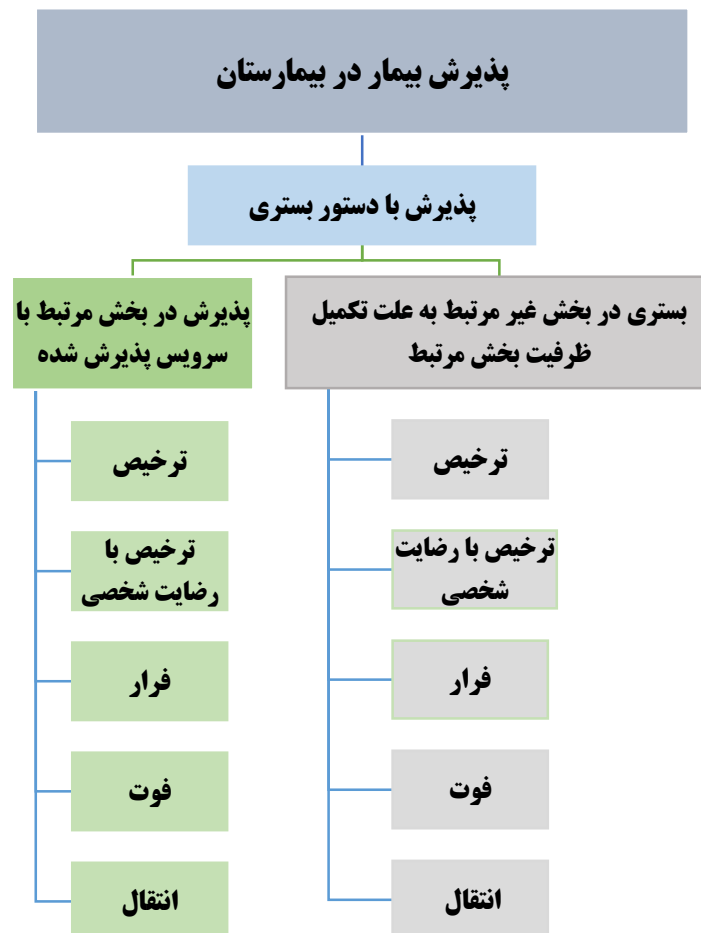 پذیرش بیمار در بیمارستان
پذیرش با دستور بستری
بستری در بخش غیر مرتبط به علت تکمیل
ظرفیت بخش مرتبط
ترخیص
ترخیص با رضایت
شخصی
فرار
فوت
انتقال
پذیرش در بخش مرتبط با
سرویس پذیرش شده
ترخیص
ترخیص با
رضایت شخصی
فرار
فوت
انتقال